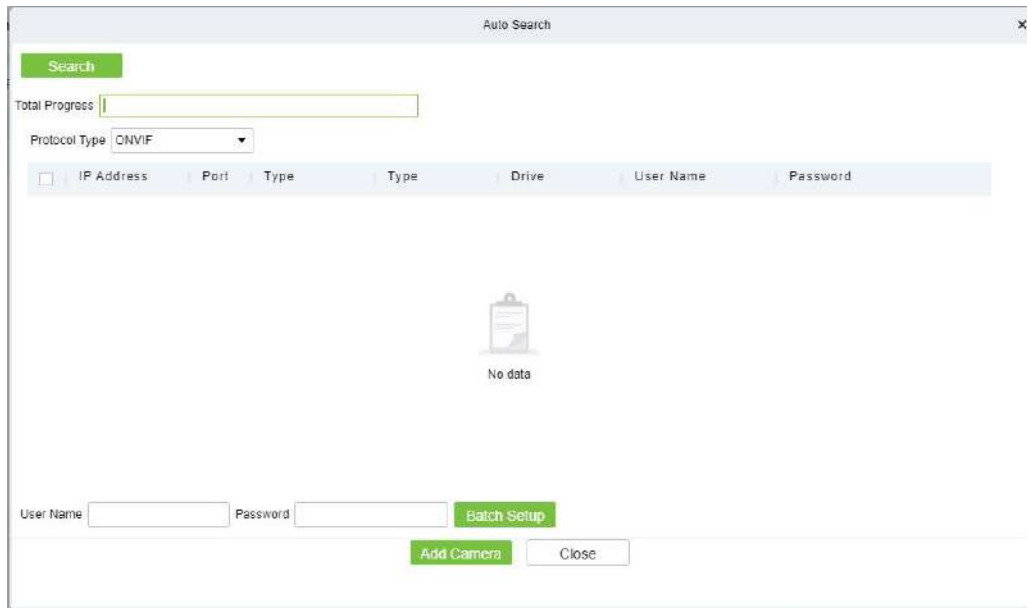 Auto Search
Search
Total Progress
Protocol Type ONVIF
IP Address Port Type Type Drive User Name Password
No data
User Name Password Batch Setup
Add Camera Close